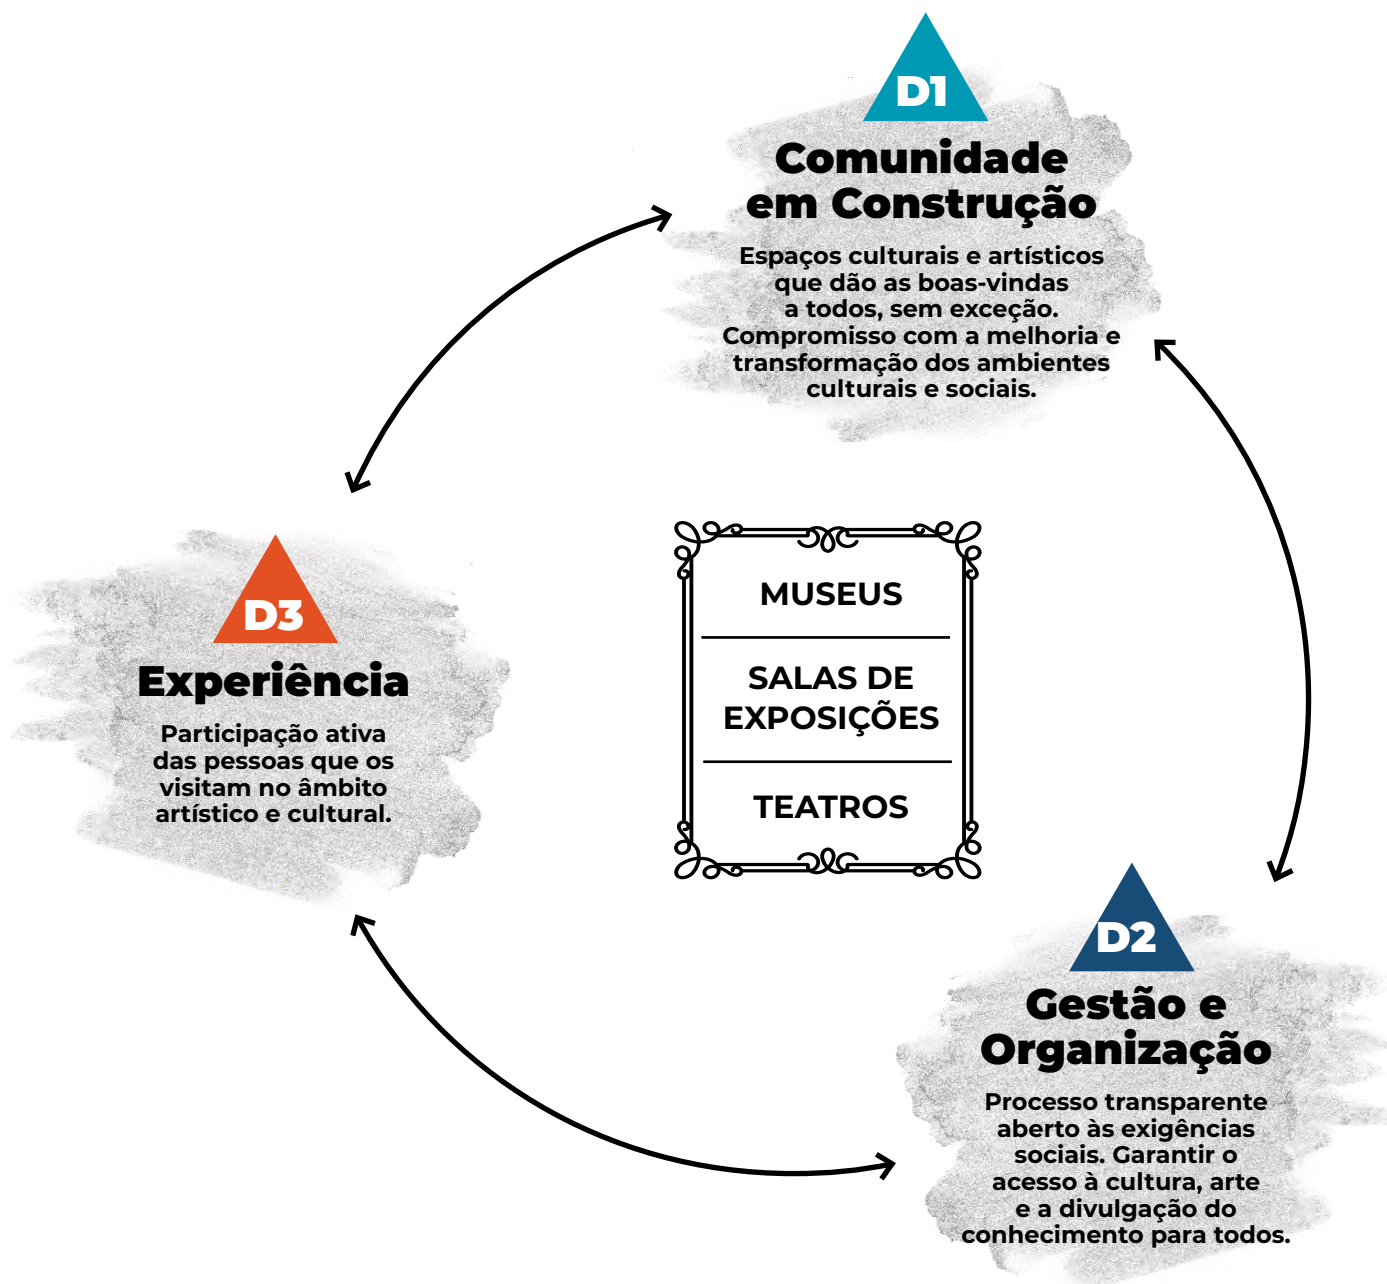 D1
Comunidade
em Construção
Espaços culturais e artísticos
que dão as boas-vindas
a todos, sem exceção.
Compromisso com a melhoria e
transformação dos ambientes
culturais e sociais.
D3
Experiência
Participação ativa
das pessoas que os
visitam no âmbito
artístico e cultural.
MUSEUS
SALAS DE
EXPOSIÇÕES
TEATROS
D2
Gestão e
Organização
Processo transparente
aberto às exigências
sociais. Garantir o
acesso à cultura, arte
e a divulgação do
conhecimento para todos.